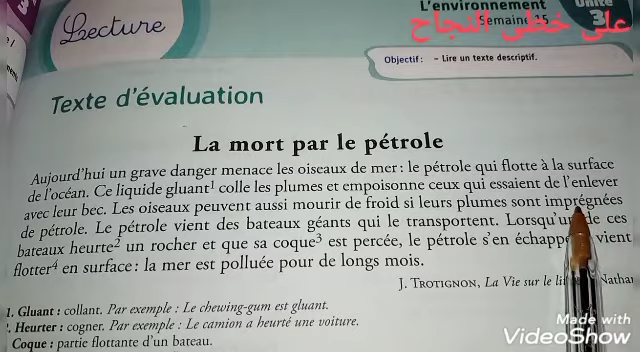 Lecture
L'environnement
Semaine 15
Unité
3
على خطى النجاح
Objectif : - Lire un texte descriptif.
Texte d'évaluation
La mort par le pétrole
Aujourd'hui un grave danger menace les oiseaux de mer : le pétrole qui flotte à la surface
de l'océan. Ce liquide gluant¹ colle les plumes et empoisonne ceux qui essaient de l'enlever
avec leur bec. Les oiseaux peuvent aussi mourir de froid si leurs plumes sont imprégnées
de pétrole. Le pétrole vient des bateaux géants qui le transportent. Lorsqu'un de ces
bateaux heurte² un rocher et que sa coque³ est percée, le pétrole s'en échappe vient
flotter⁴ en surface : la mer est polluée pour de longs mois.
J. TROTIGNON, La Vie sur le Nathan
1. Gluant : collant. Par exemple : Le chewing-gum est gluant.
2. Heurter : cogner. Par exemple : Le camion a heurté une voiture.
Coque : partie flottante d'un bateau.
Made with
VideoShow